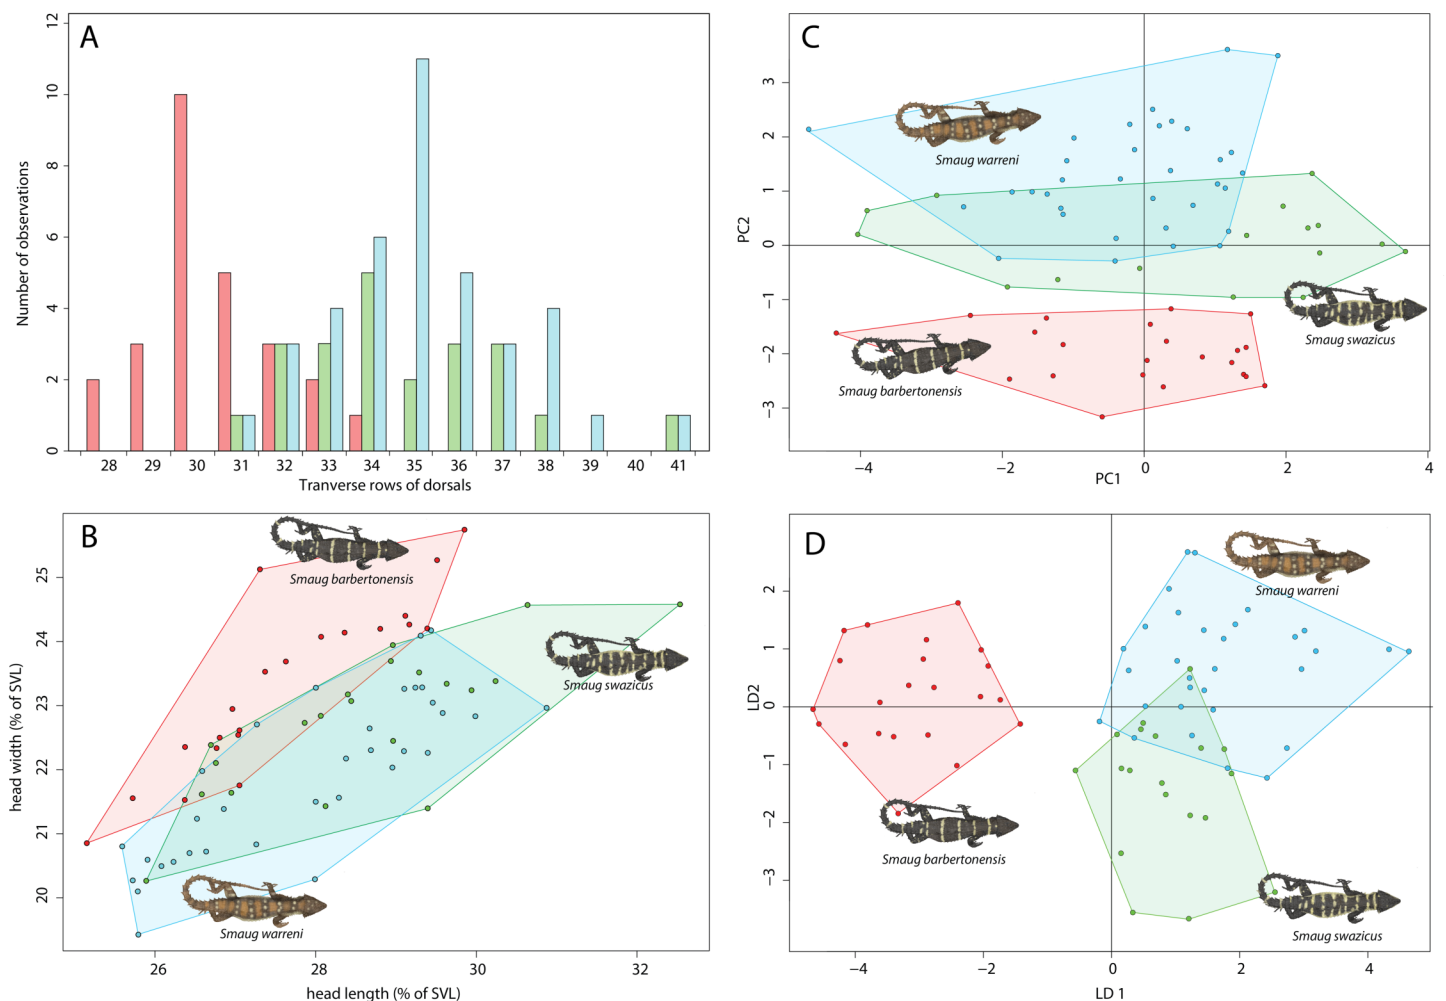 A
Number of observations
12
10
8
6
4
2
0
28 29 30 31 32 33 34 35 36 37 38 39 40 41
Tranverse rows of dorsals
C
PC2
3
2
1
0
−1
−2
−3
Smaug warreni
Smaug swazicus
Smaug barbertonensis
−4 −2 0 2 4
PC1
B
head width (% of SVL)
25
24
23
22
21
20
Smaug barbertonensis
Smaug swazicus
Smaug warreni
26 28 30 32
head length (% of SVL)
D
LD2
2
1
0
−1
−2
−3
Smaug warreni
Smaug barbertonensis
Smaug swazicus
−4 −2 0 2 4
LD 1